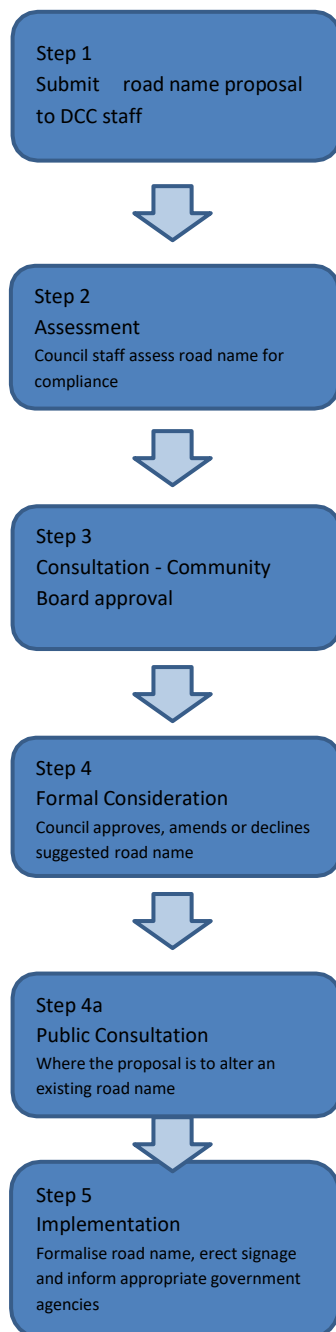 Step 1
Submit road name proposal
to DCC staff
Step 2
Assessment
Council staff assess road name for
compliance
Step 3
Consultation - Community
Board approval
Step 4
Formal Consideration
Council approves, amends or declines
suggested road name
Step 4a
Public Consultation
Where the proposal is to alter an
existing road name
Step 5
Implementation
Formalise road name, erect signage
and inform appropriate government
agencies